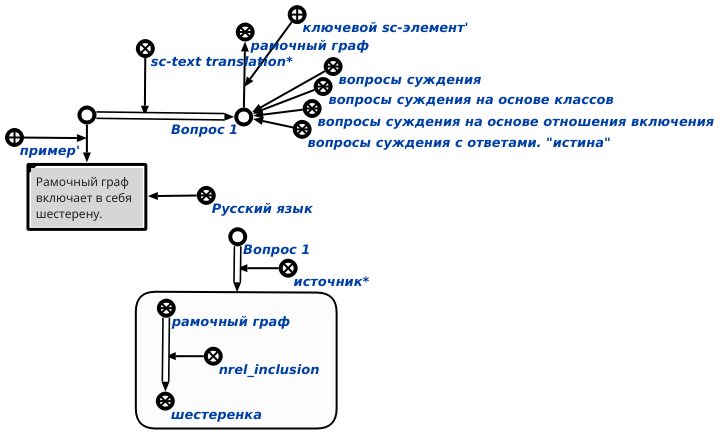 ключевой sc-элемент'
рамочный граф
sc-text translation*
вопросы суждения
вопросы суждения на основе классов
вопросы суждения на основе отношения включения
Вопрос 1
вопросы суждения с ответами. "истина"
пример'
Рамочный граф
включает в себя
шестерену.
Русский язык
Вопрос 1
источник*
рамочный граф
nrel_inclusion
шестеренка